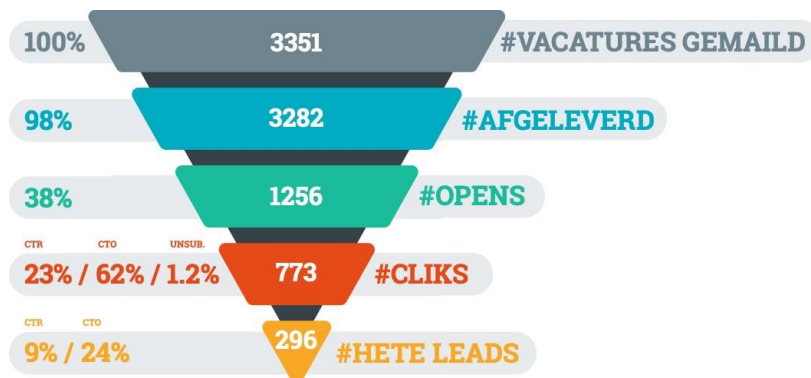 100% 3351 #VACATURES GEMAILD
98% 3282 #AFGELEVERD
38% 1256 #OPENS
CTR CTO UNSUB.
23% / 62% / 1.2% 773 #CLIKS
CTR CTO
9% / 24% 296 #HETE LEADS